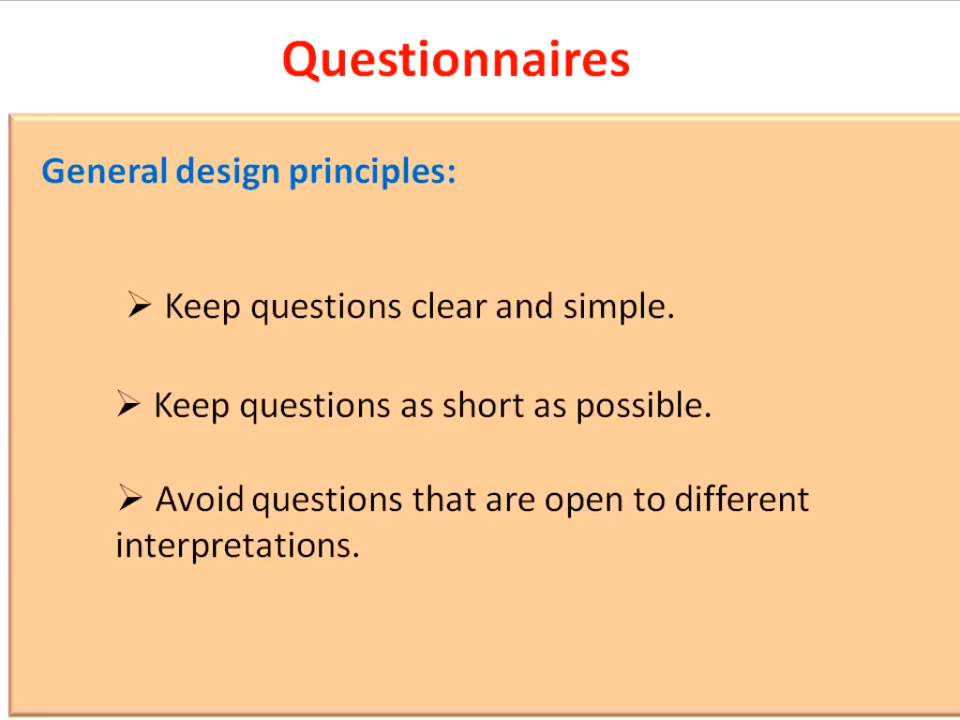 Questionnaires
General design principles:
➢ Keep questions clear and simple.
➢ Keep questions as short as possible.
➢ Avoid questions that are open to different
interpretations.